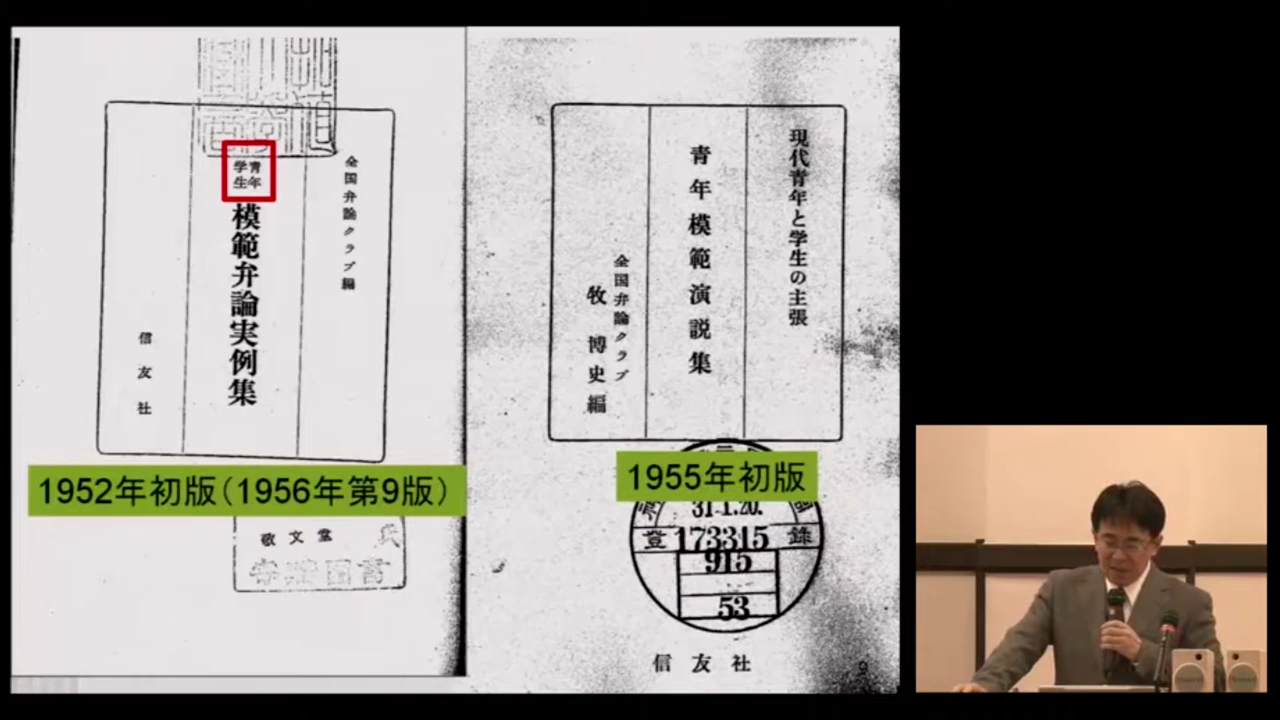 全国弁論クラブ編
青年
学生
模範弁論実例集
信友社
1952年初版（1956年第9版）
敬文堂
現代青年と学生の主張
青年模範演説集
全国弁論クラブ
牧博史編
1955年初版
31.1.20.
登 173315 錄
915
53
信友社
9